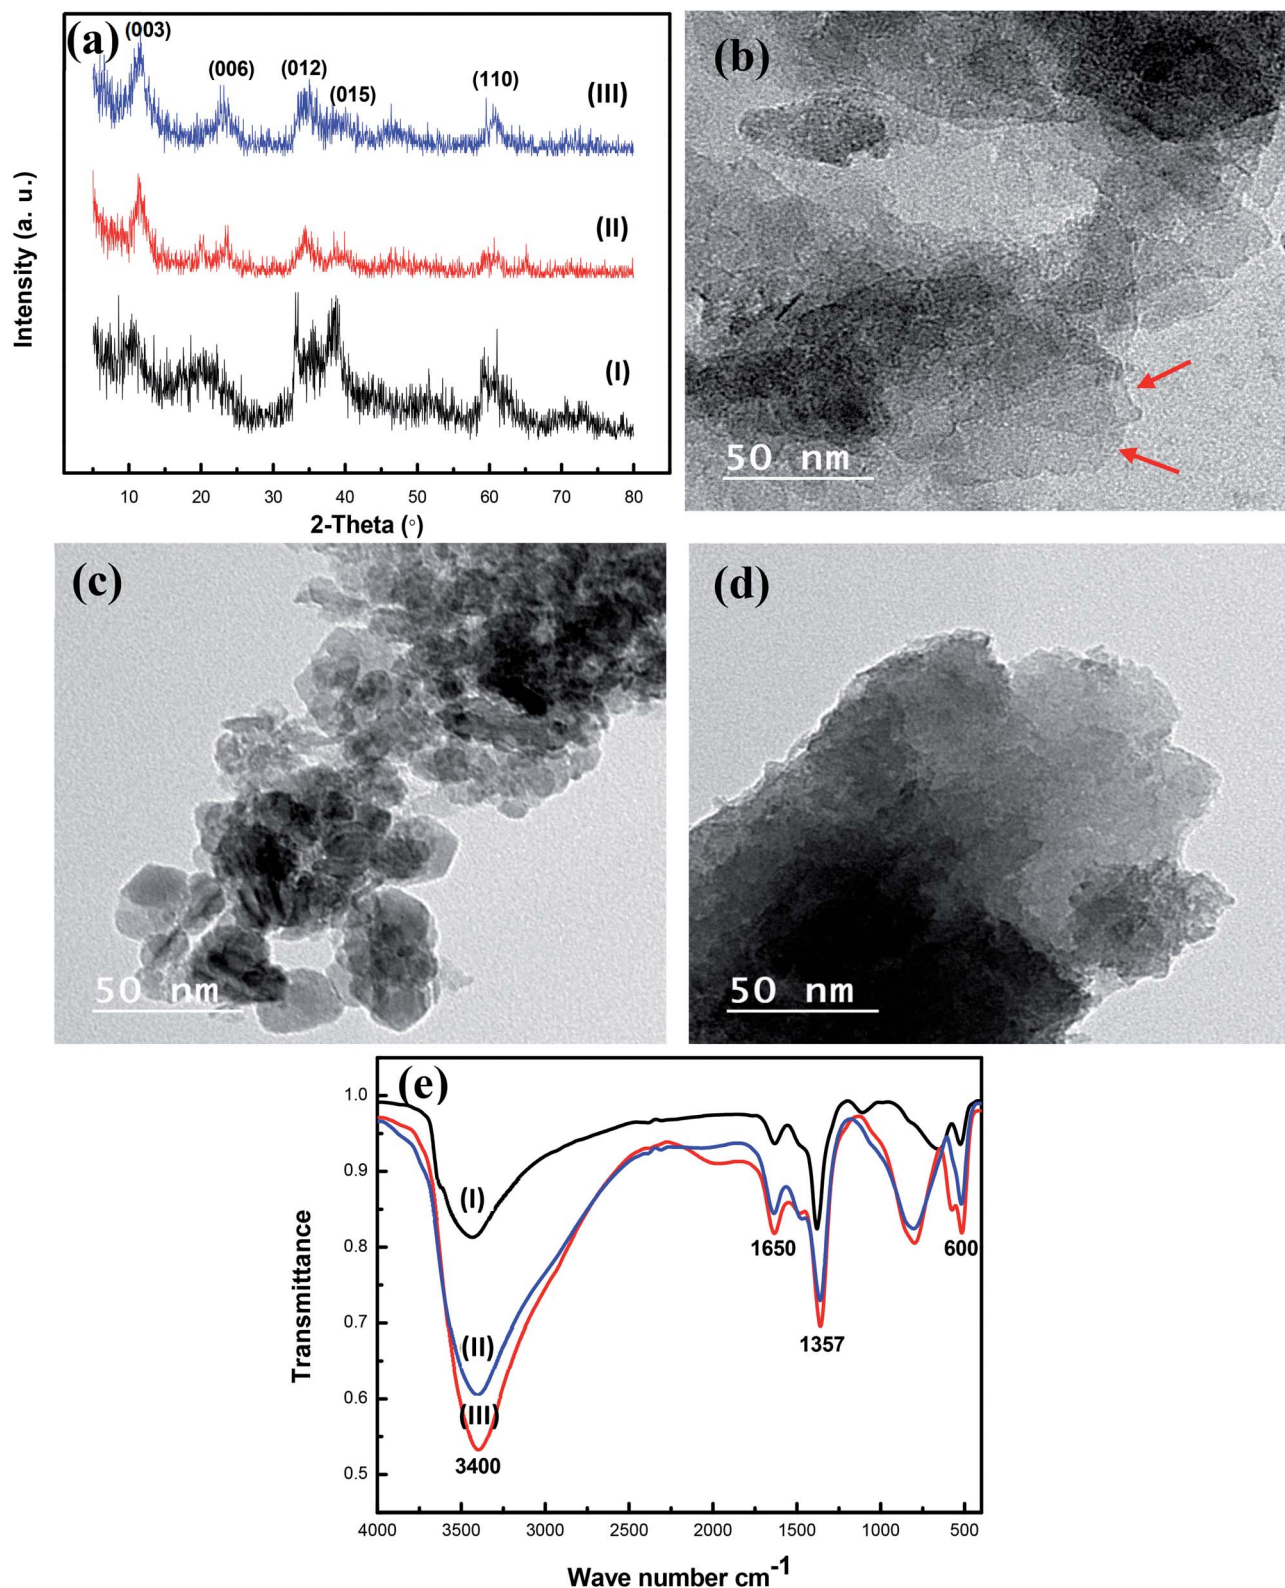 (a)
(003)
(006)
(012)
(015)
(110)
(III)
(II)
(I)
Intensity (a. u.)
10 20 30 40 50 60 70 80
2-Theta (°)
(b)
50 nm
(c)
50 nm
(d)
50 nm
(e)
1.0
0.9
0.8
0.7
0.6
0.5
Transmittance
(I)
(II)
(III)
3400
1650
1357
600
4000 3500 3000 2500 2000 1500 1000 500
Wave number cm-1